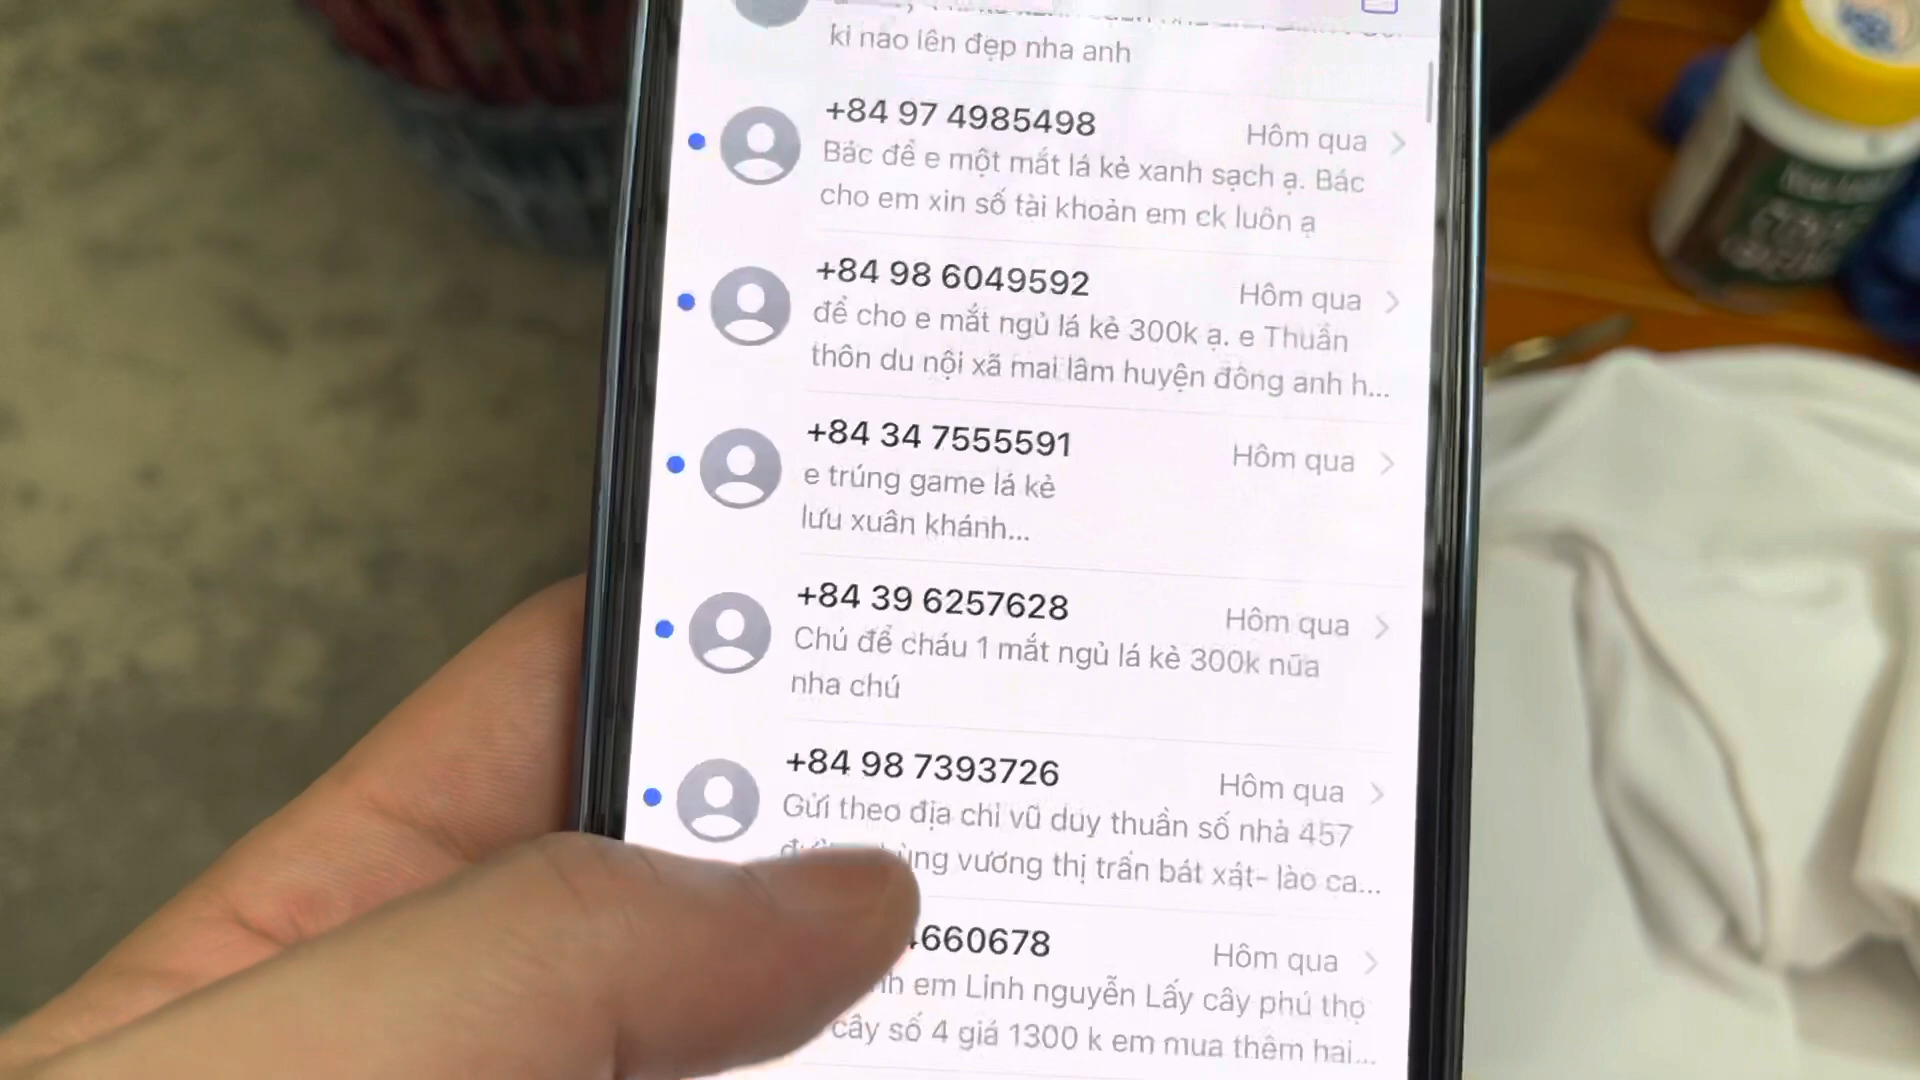 ki nào lên đẹp nha anh
+84 97 4985498
Hôm qua
Bác để e một mắt lá kẻ xanh sạch ạ. Bác
cho em xin số tài khoản em ck luôn ạ
+84 98 6049592
Hôm qua
để cho e mắt ngủ lá kẻ 300k ạ. e Thuần
thôn du nội xã mai lâm huyện đông anh h...
+84 34 7555591
Hôm qua
e trúng game lá kẻ
lưu xuân khánh...
+84 39 6257628
Hôm qua
Chú để cháu 1 mắt ngủ lá kẻ 300k nữa
nha chú
+84 98 7393726
Hôm qua
Gửi theo địa chỉ vũ duy thuần số nhà 457
vương thị trấn bát xát- lào ca...
4660678
Hôm qua
em Linh nguyễn Lấy cây phú thọ
cây số 4 giá 1300 k em mua thêm hai...